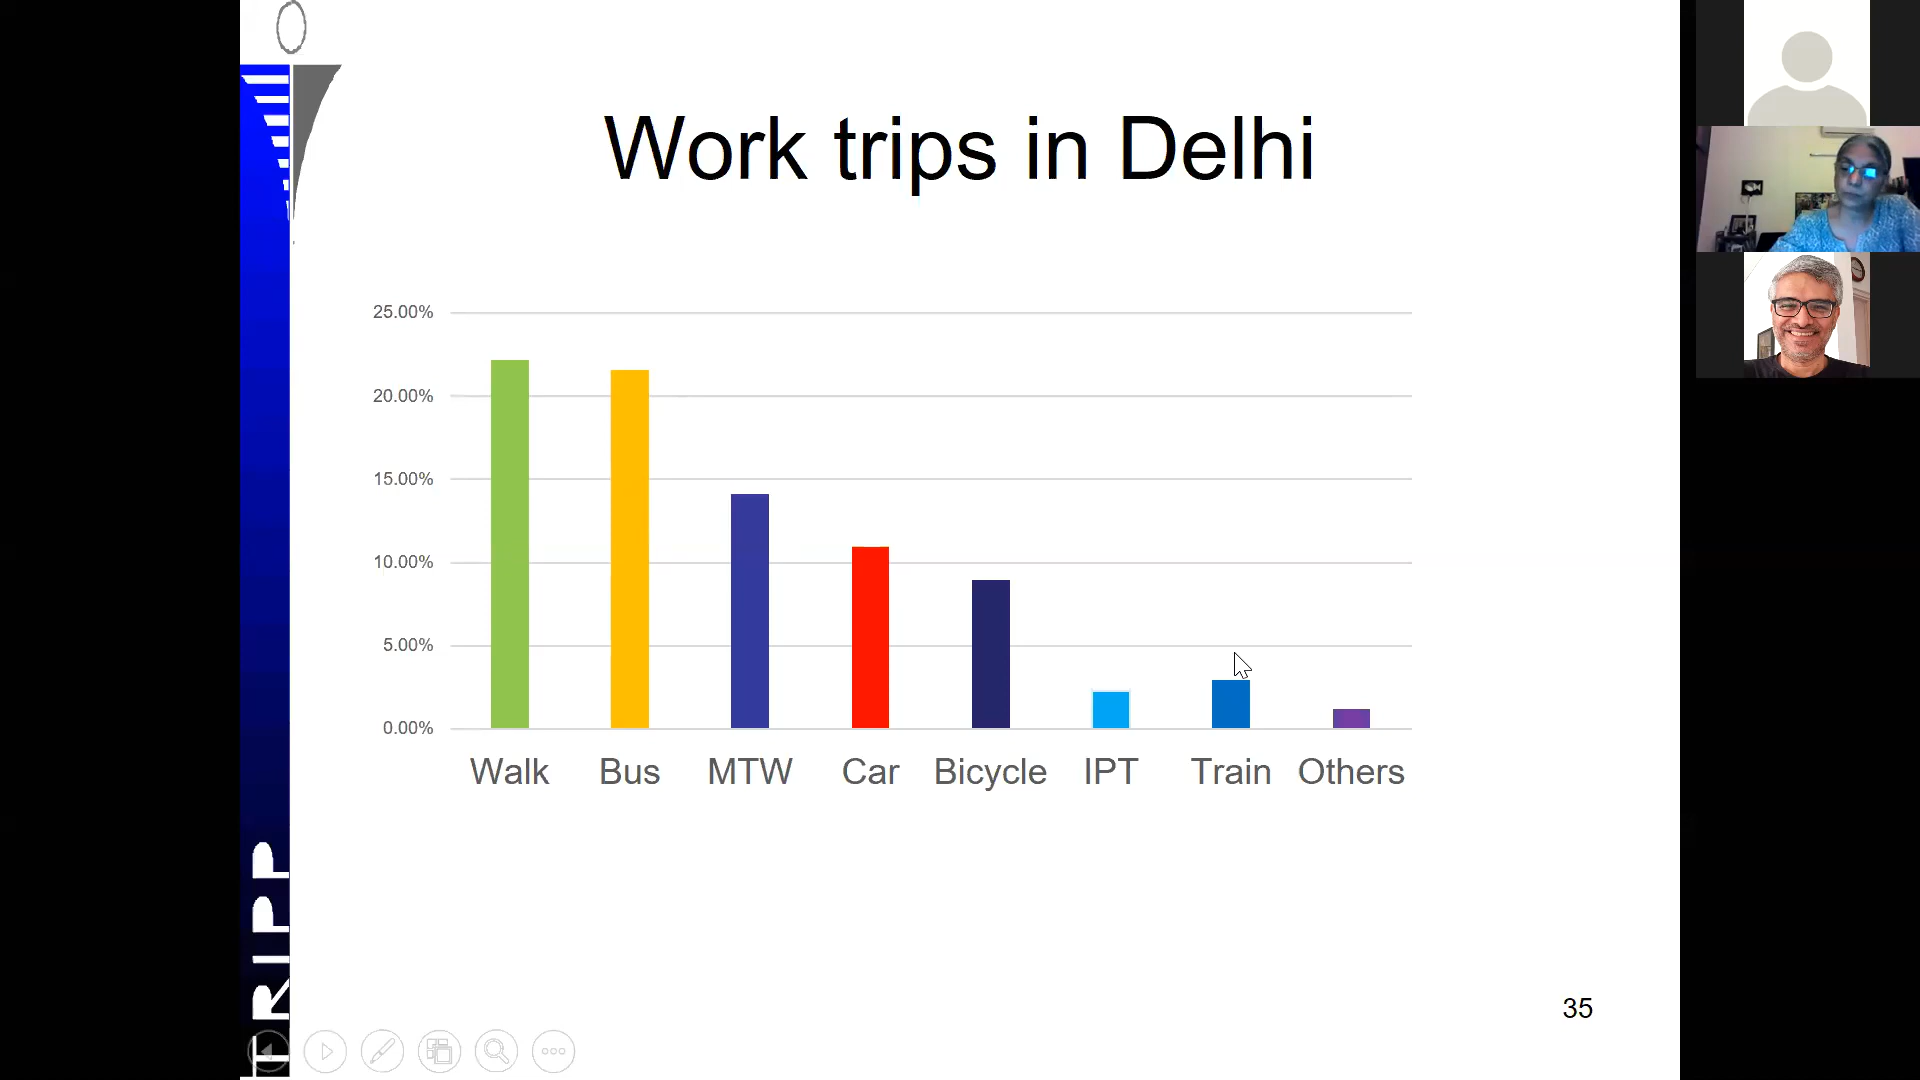 Work trips in Delhi
25.00%
20.00%
15.00%
10.00%
5.00%
0.00%
Walk Bus MTW Car Bicycle IPT Train Others
TRIPP
35